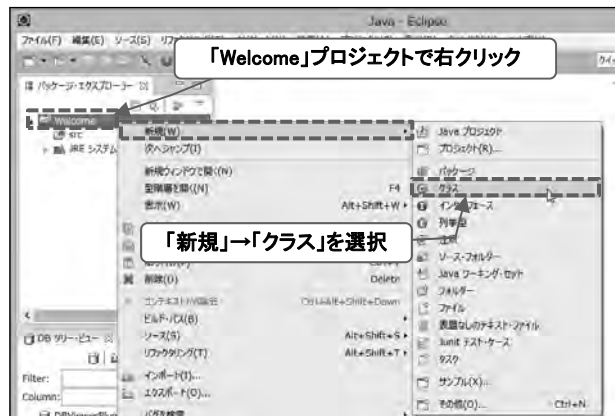 Java - Eclipse
ファイル(F) 編集(E) ソース(S)
「Welcome」プロジェクトで右クリック
パッケージ・エクスプローラー
Welcome
src
JRE システム
新規(W)
次へジャンプ(I)
新規ウィンドウで開く(N)
型階層を開く(N) F4
表示(W) Alt+Shift+W
「新規」→「クラス」を選択
削除(D) Delete
ビルド・パス(B)
ソース(S) Alt+Shift+S
リファクタリング(T) Alt+Shift+T
インポート(I)...
エクスポート(O)...
Java プロジェクト
プロジェクト(R)...
パッケージ
クラス
列挙型
注釈
ソース・フォルダー
Java ワーキング・セット
フォルダー
ファイル
表題なしのテキスト・ファイル
JUnit テスト・ケース
タスク
サンプル(X)...
その他(O)... Ctrl+N
DB ツリー・ビュー
Filter:
Column: